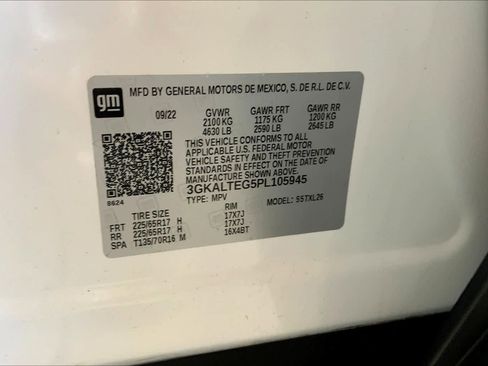 gm
MFD BY GENERAL MOTORS DE MEXICO, S. DE R.L. DE C.V.
09/22 GVWR GAWR FRT GAWR RR
2100 KG 1175 KG 1200 KG
4630 LB 2590 LB 2645 LB
THIS VEHICLE CONFORMS TO ALL
APPLICABLE U.S. FEDERAL MOTOR
VEHICLE SAFETY AND THEFT PREVENTION
STANDARDS IN EFFECT ON THE DATE OF
MANUFACTURE SHOWN ABOVE.
3GKALTEG5PL105945
8624
TYPE: MPV MODEL: S5TXL26
TIRE SIZE RIM
FRT 225/65R17 H 17X7J
RR 225/65R17 H 17X7J
SPA T135/70R16 M 16X4BT